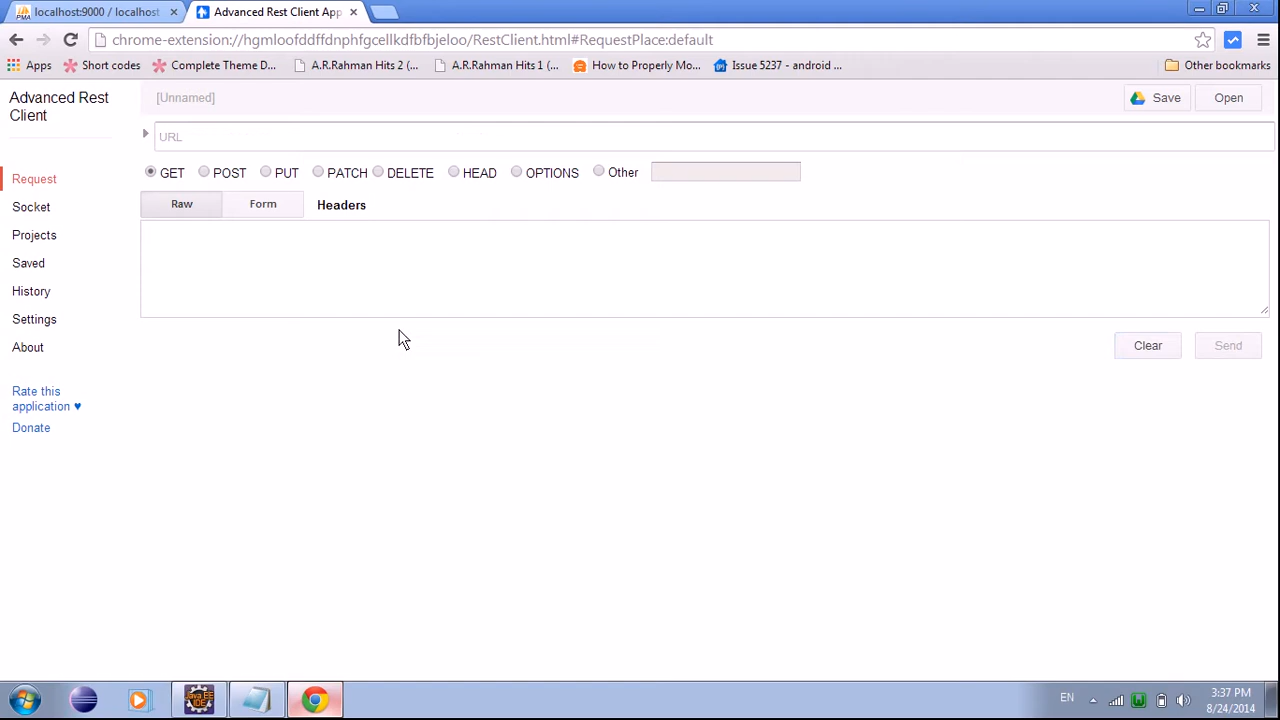 localhost:9000 / localhost
Advanced Rest Client App
chrome-extension://hgmloofddffdnphfgcellkdfbfbjeloo/RestClient.html#RequestPlace:default
Apps Short codes Complete Theme D... A.R.Rahman Hits 2 (... A.R.Rahman Hits 1 (... How to Properly Mo... Issue 5237 - android ... Other bookmarks
Advanced Rest
Client
[Unnamed] Save Open
URL
GET POST PUT PATCH DELETE HEAD OPTIONS Other
Raw Form Headers
Clear Send
Request
Socket
Projects
Saved
History
Settings
About
Rate this
application ♥
Donate
Java EE
IDE
EN
3:37 PM
8/24/2014